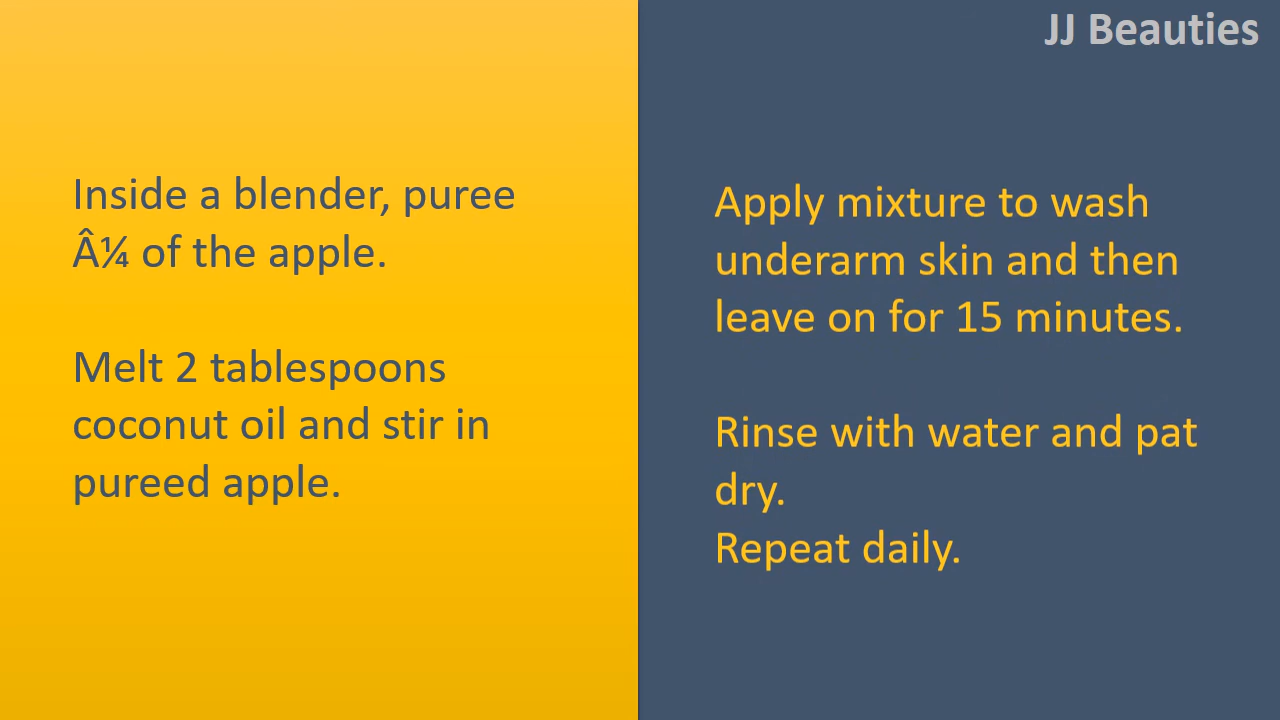 JJ Beauties
Inside a blender, puree
Â¼ of the apple.
Melt 2 tablespoons
coconut oil and stir in
pureed apple.
Apply mixture to wash
underarm skin and then
leave on for 15 minutes.
Rinse with water and pat
dry.
Repeat daily.